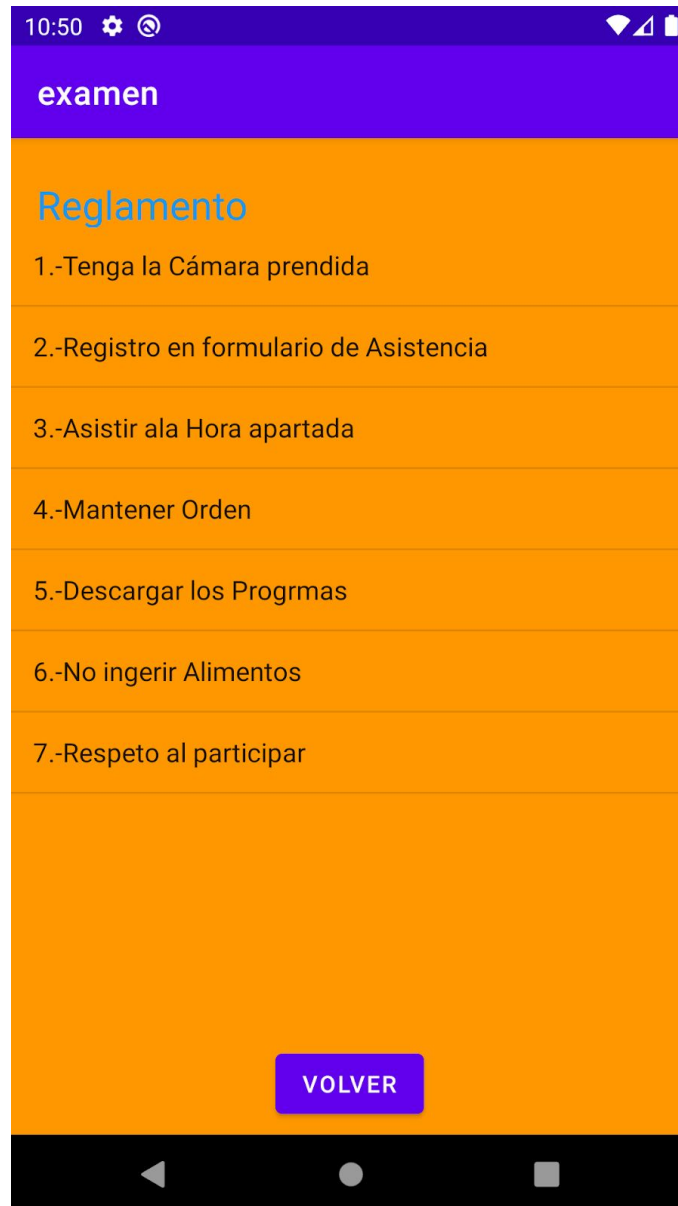 10:50
examen
Reglamento
1.-Tenga la Cámara prendida
2.-Registro en formulario de Asistencia
3.-Asistir ala Hora apartada
4.-Mantener Orden
5.-Descargar los Progrmas
6.-No ingerir Alimentos
7.-Respeto al participar
VOLVER